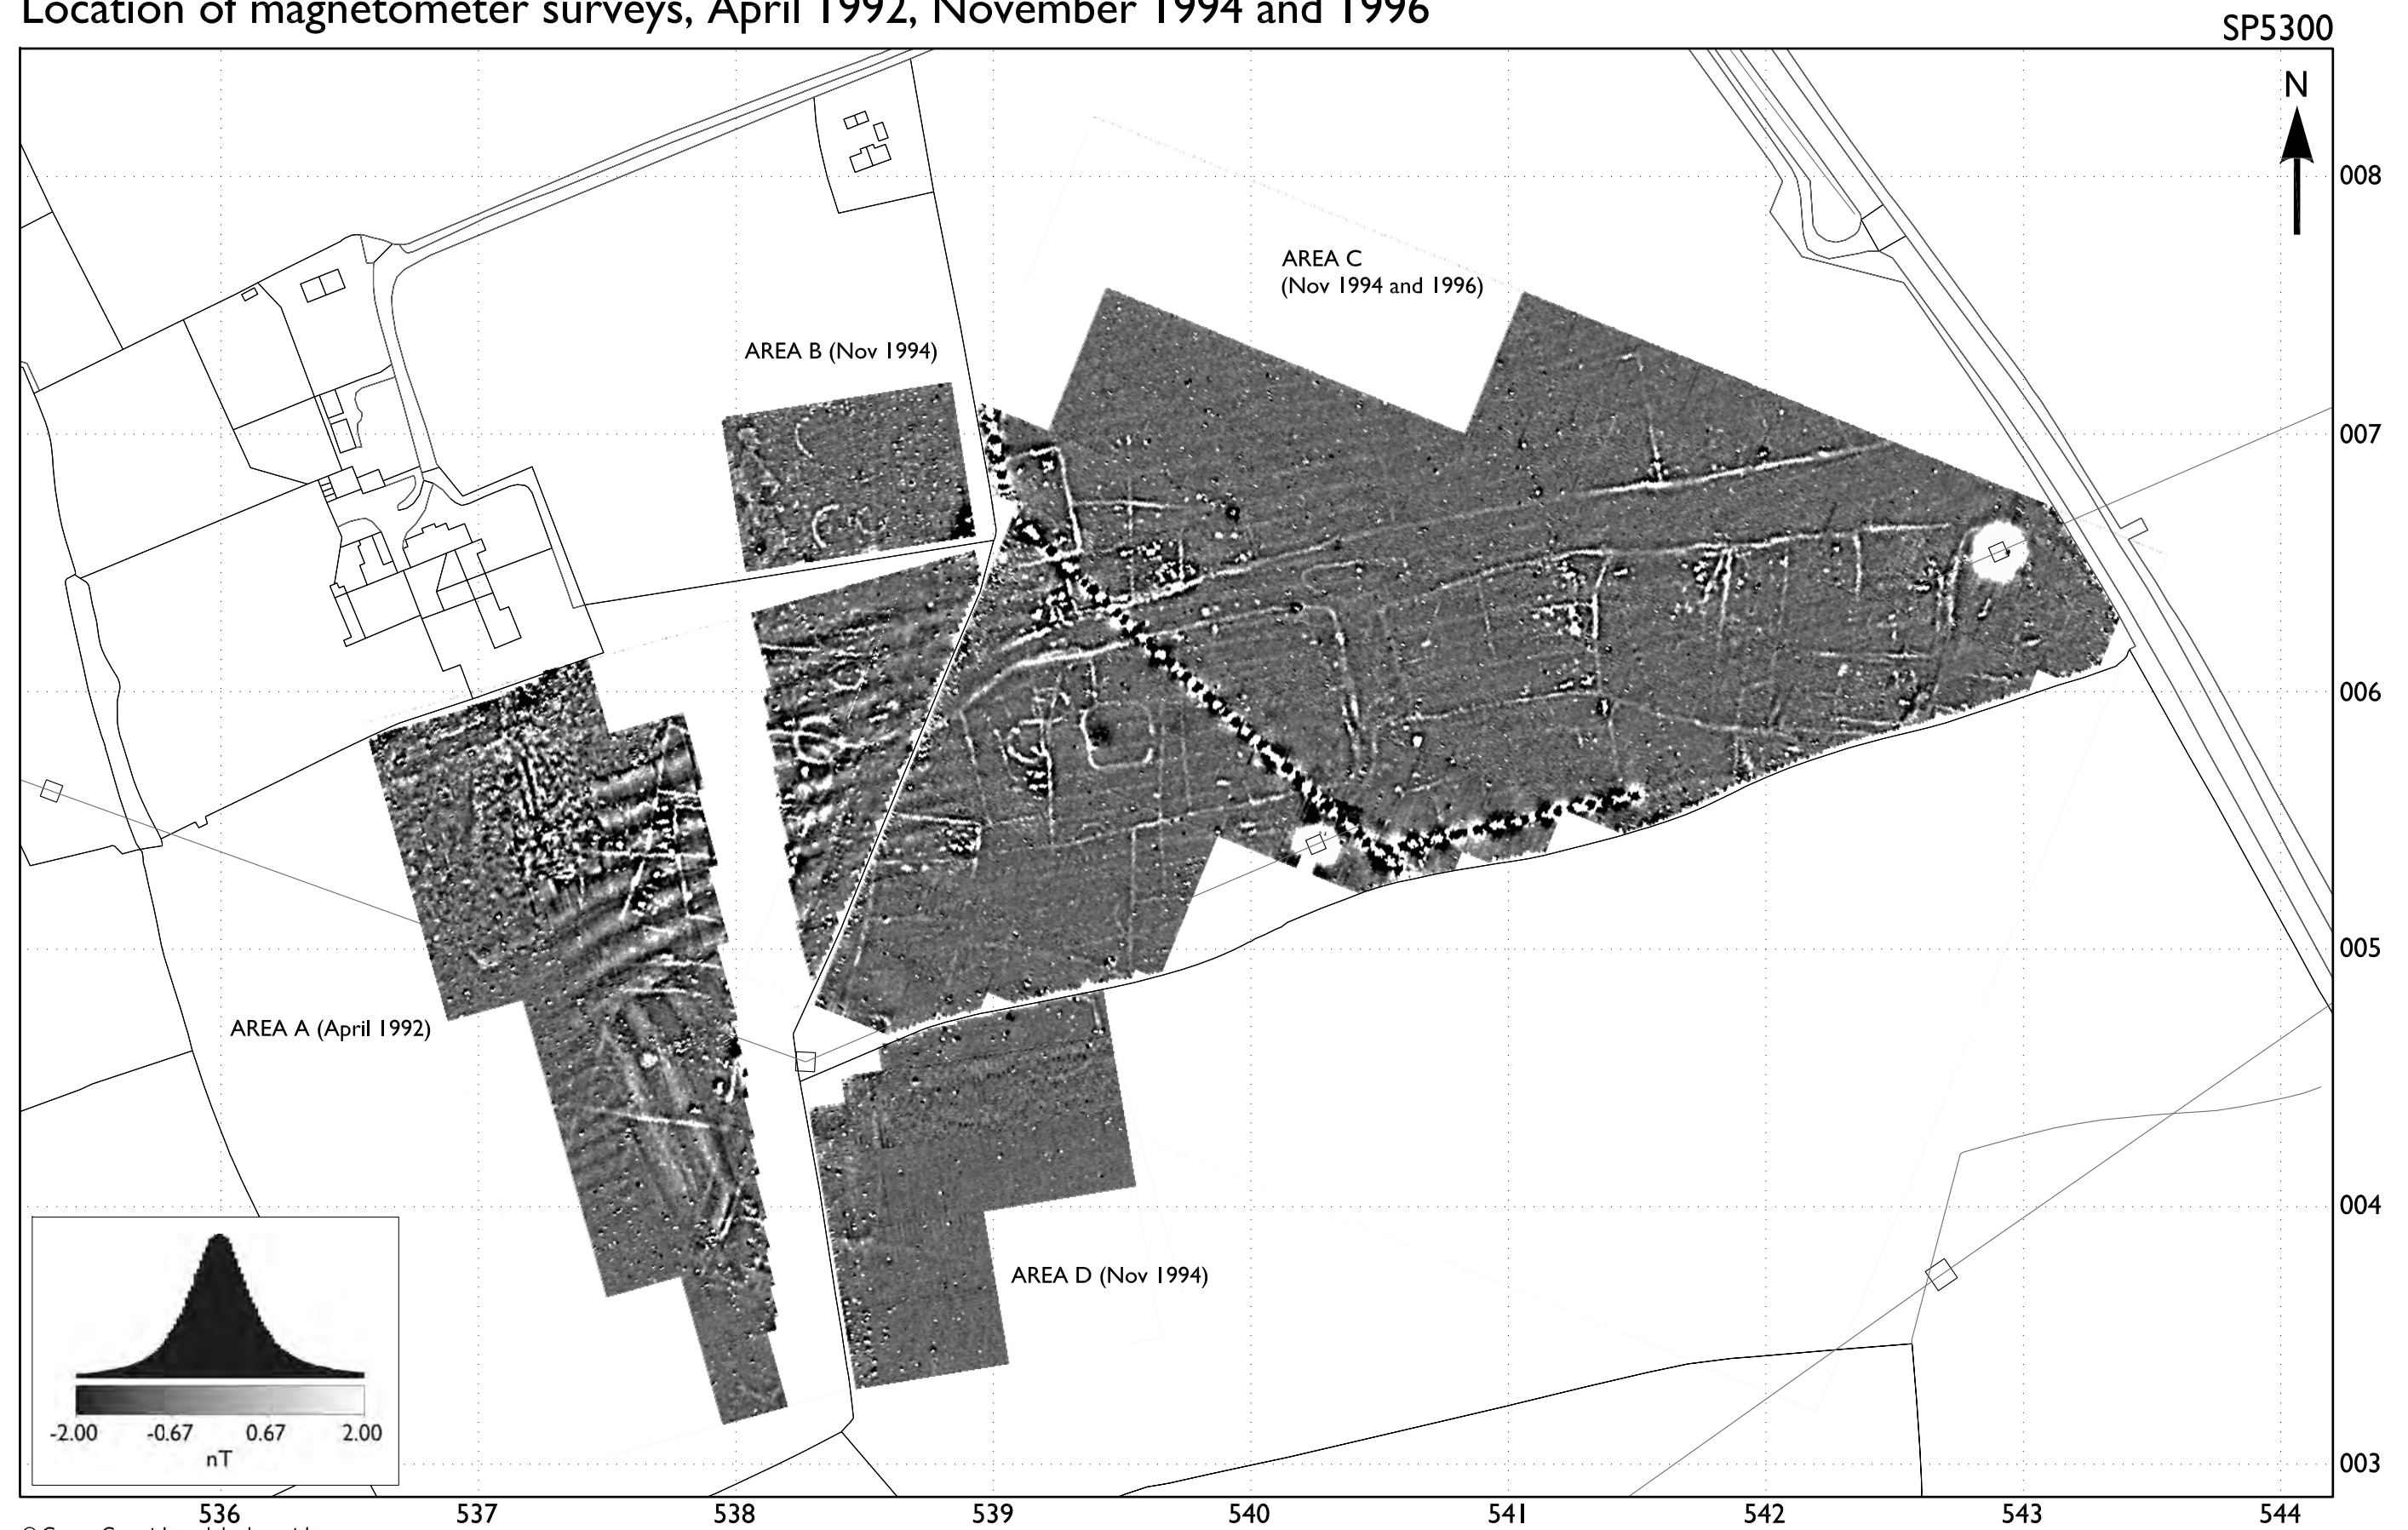 Location of magnetometer surveys, April 1992, November 1994 and 1996
SP5300
N
008
AREA C
(Nov 1994 and 1996)
AREA B (Nov 1994)
007
006
005
AREA A (April 1992)
004
AREA D (Nov 1994)
-2.00 -0.67 0.67 2.00
nT
003
536 537 538 539 540 541 542 543 544